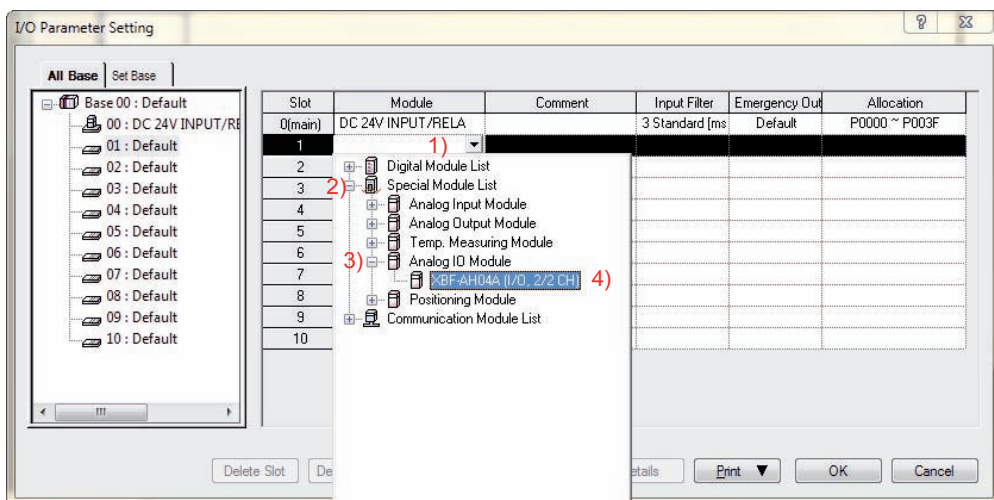 I/O Parameter Setting
All Base Set Base
Base 00 : Default
00 : DC 24V INPUT/RE
01 : Default
02 : Default
03 : Default
04 : Default
05 : Default
06 : Default
07 : Default
08 : Default
09 : Default
10 : Default
Slot Module Comment Input Filter Emergency Out Allocation
0(main) DC 24V INPUT/RELA 3 Standard [ms Default P0000 ~ P003F
1 1)
2
3
4
5
6
7
8
9
10
Digital Module List
2) Special Module List
Analog Input Module
Analog Output Module
Temp. Measuring Module
3) Analog IO Module
XBF-AH04A (I/O, 2/2 CH) 4)
Positioning Module
Communication Module List
Delete Slot De etails Print ▼ OK Cancel